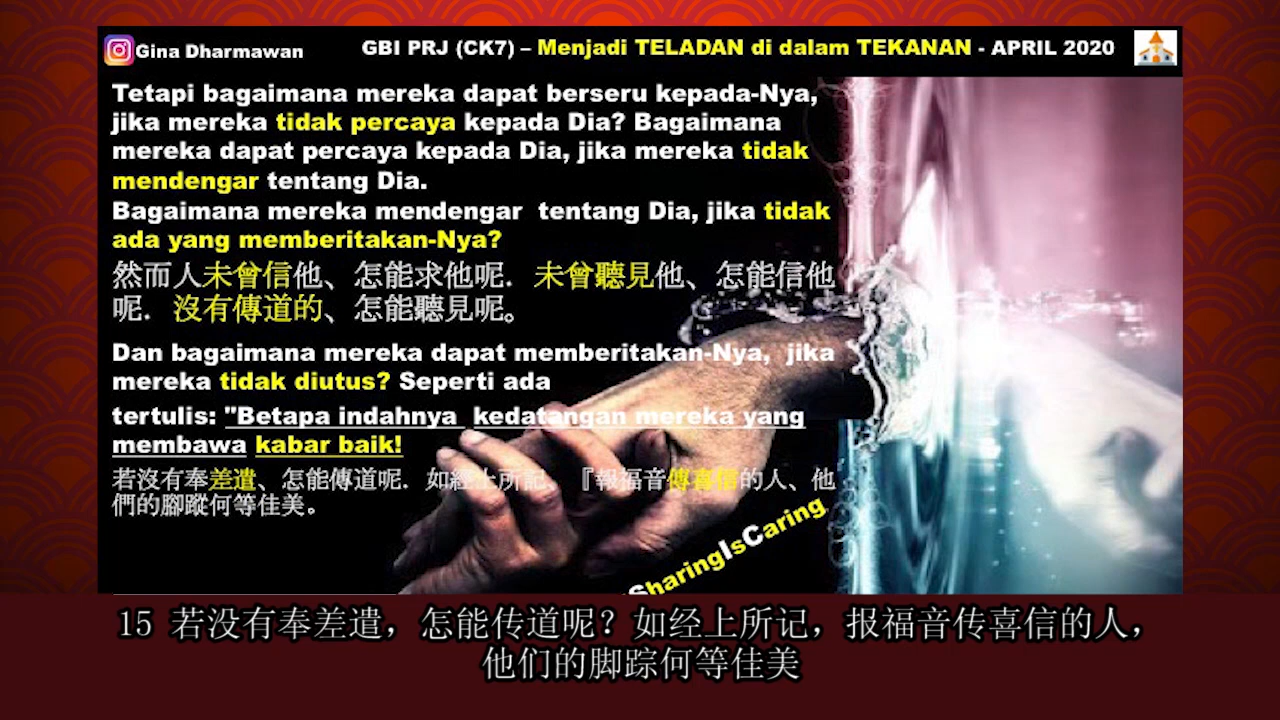 Gina Dharmawan
GBI PRJ (CK7) – Menjadi TELADAN di dalam TEKANAN - APRIL 2020
Tetapi bagaimana mereka dapat berseru kepada-Nya,
jika mereka tidak percaya kepada Dia? Bagaimana
mereka dapat percaya kepada Dia, jika mereka tidak
mendengar tentang Dia.
Bagaimana mereka mendengar tentang Dia, jika tidak
ada yang memberitakan-Nya?
然而人未曾信他、怎能求他呢．未曾聽見他、怎能信他
呢．沒有傳道的、怎能聽見呢。
Dan bagaimana mereka dapat memberitakan-Nya, jika
mereka tidak diutus? Seperti ada
tertulis: "Betapa indahnya kedatangan mereka yang
membawa kabar baik!
若沒有奉差遣、怎能傳道呢．如經上所記、『報福音傳喜信的人、他
們的腳蹤何等佳美。
SharingIsCaring
15 若没有奉差遣，怎能传道呢？如经上所记，报福音传喜信的人，
他们的脚踪何等佳美